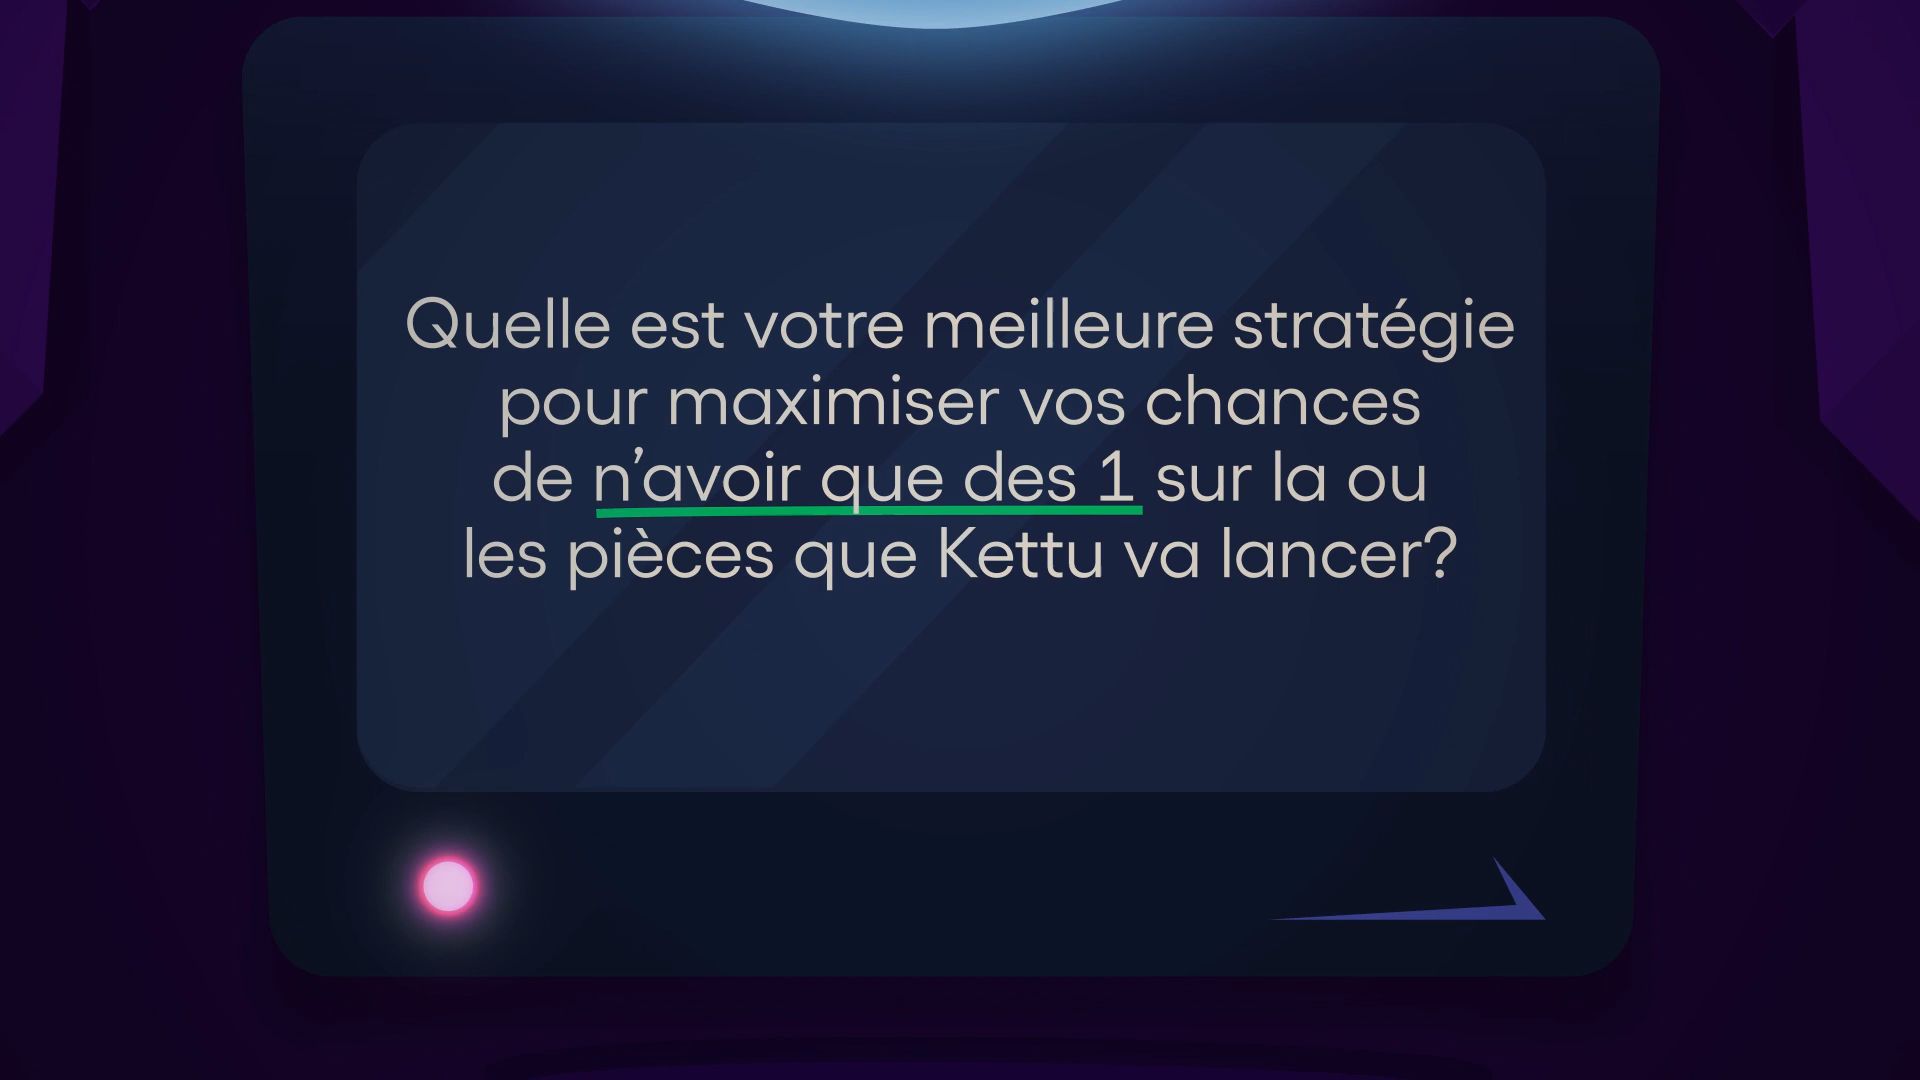 Quelle est votre meilleure stratégie
pour maximiser vos chances
de n’avoir que des 1 sur la ou
les pièces que Kettu va lancer?